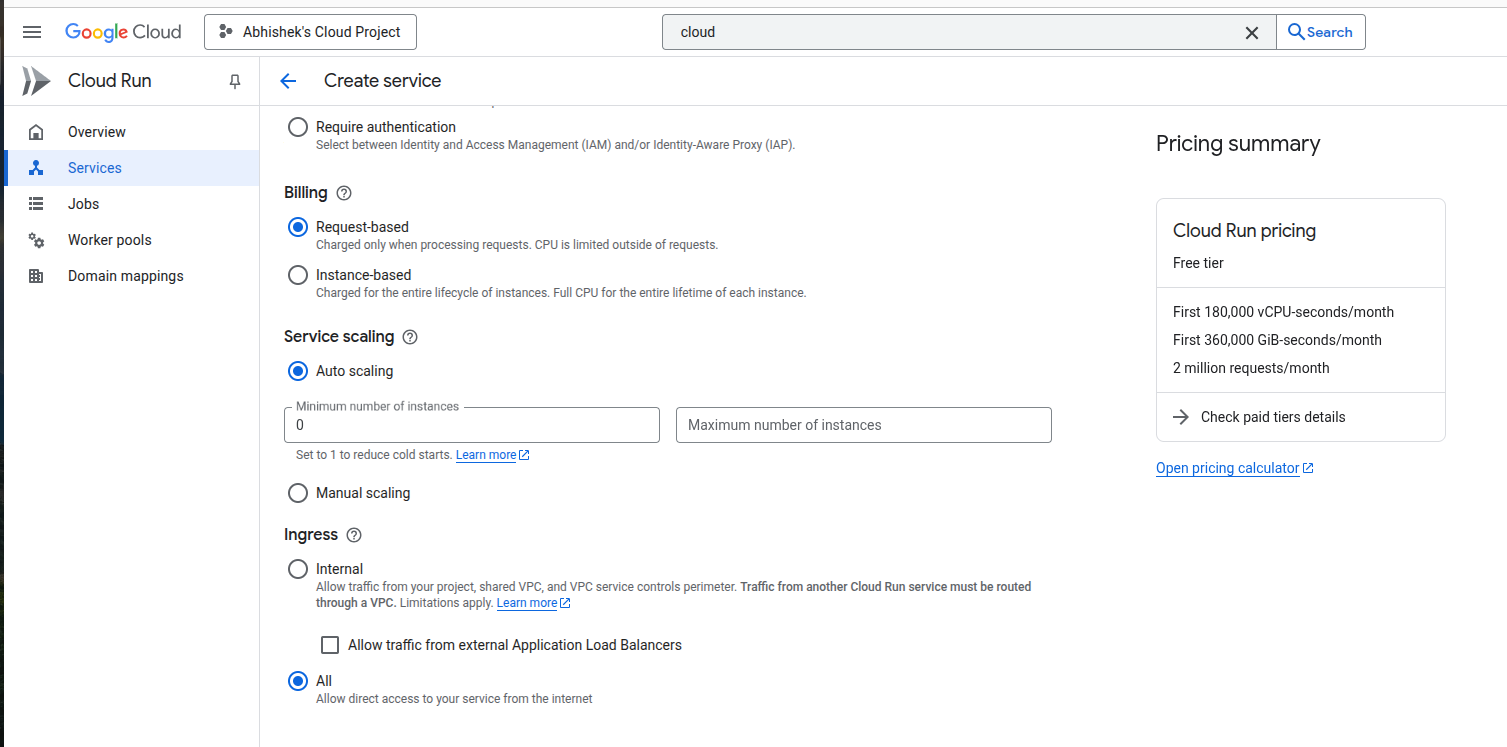 Google Cloud
Abhishek's Cloud Project
cloud
Search
Cloud Run
Create service
Overview
Services
Jobs
Worker pools
Domain mappings
Require authentication
Select between Identity and Access Management (IAM) and/or Identity-Aware Proxy (IAP).
Billing
Request-based
Charged only when processing requests. CPU is limited outside of requests.
Instance-based
Charged for the entire lifecycle of instances. Full CPU for the entire lifetime of each instance.
Service scaling
Auto scaling
Minimum number of instances
0
Maximum number of instances
Set to 1 to reduce cold starts. Learn more
Manual scaling
Ingress
Internal
Allow traffic from your project, shared VPC, and VPC service controls perimeter. Traffic from another Cloud Run service must be routed
through a VPC. Limitations apply. Learn more
Allow traffic from external Application Load Balancers
All
Allow direct access to your service from the internet
Pricing summary
Cloud Run pricing
Free tier
First 180,000 vCPU-seconds/month
First 360,000 GiB-seconds/month
2 million requests/month
Check paid tiers details
Open pricing calculator